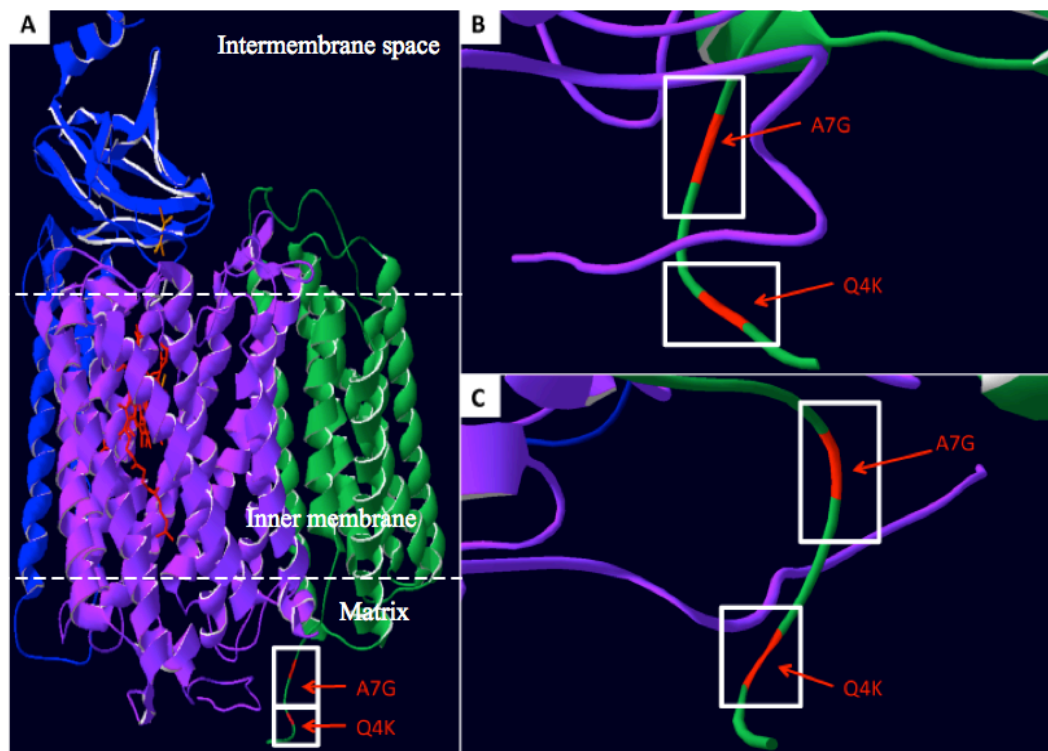 A
Intermembrane space
Inner membrane
Matrix
A7G
Q4K
B
A7G
Q4K
C
A7G
Q4K